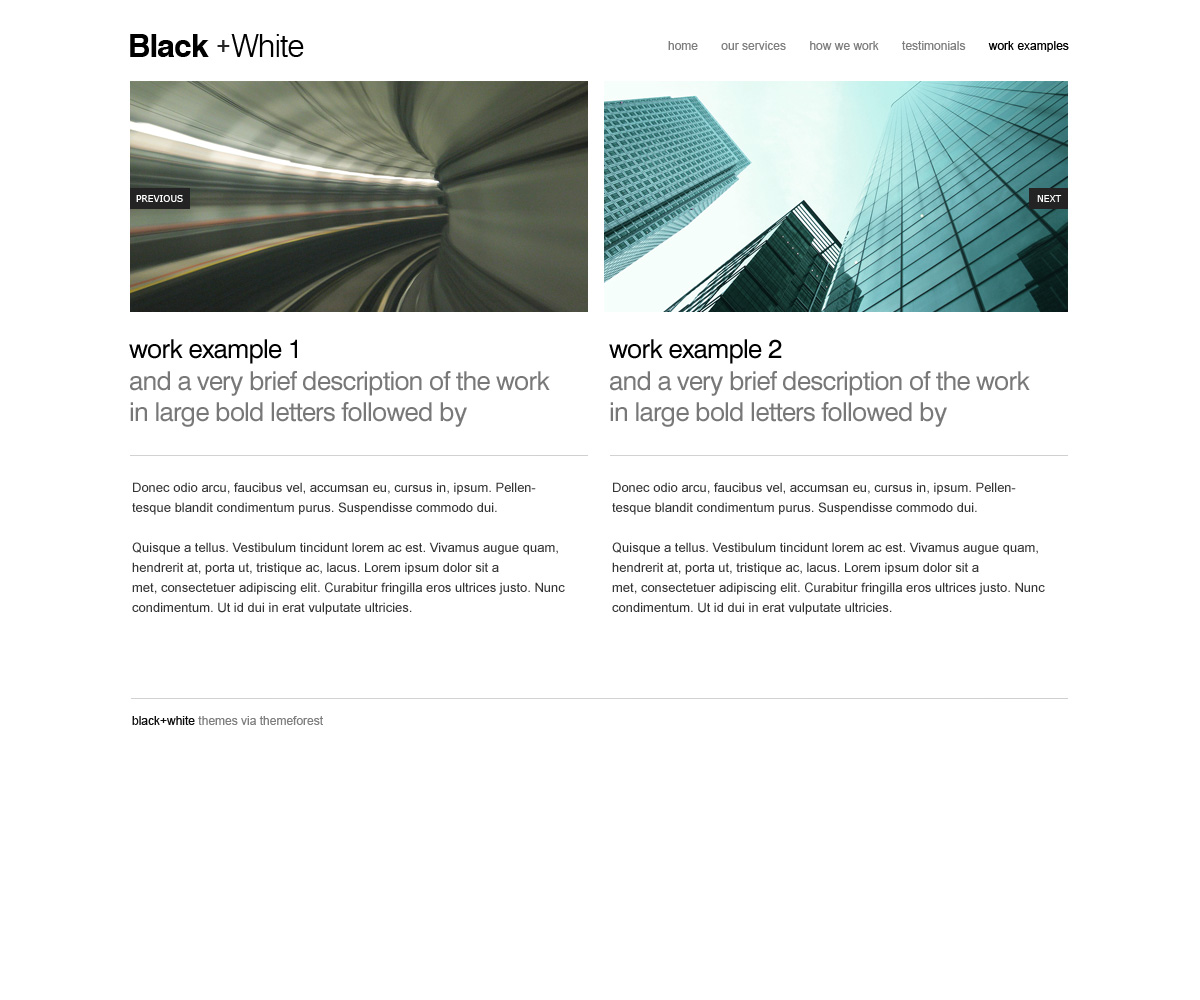 Black +White
home our services how we work testimonials work examples
PREVIOUS
NEXT
work example 1
and a very brief description of the work
in large bold letters followed by
Donec odio arcu, faucibus vel, accumsan eu, cursus in, ipsum. Pellen-
tesque blandit condimentum purus. Suspendisse commodo dui.
Quisque a tellus. Vestibulum tincidunt lorem ac est. Vivamus augue quam,
hendrerit at, porta ut, tristique ac, lacus. Lorem ipsum dolor sit a
met, consectetuer adipiscing elit. Curabitur fringilla eros ultrices justo. Nunc
condimentum. Ut id dui in erat vulputate ultricies.
work example 2
and a very brief description of the work
in large bold letters followed by
Donec odio arcu, faucibus vel, accumsan eu, cursus in, ipsum. Pellen-
tesque blandit condimentum purus. Suspendisse commodo dui.
Quisque a tellus. Vestibulum tincidunt lorem ac est. Vivamus augue quam,
hendrerit at, porta ut, tristique ac, lacus. Lorem ipsum dolor sit a
met, consectetuer adipiscing elit. Curabitur fringilla eros ultrices justo. Nunc
condimentum. Ut id dui in erat vulputate ultricies.
black+white themes via themeforest